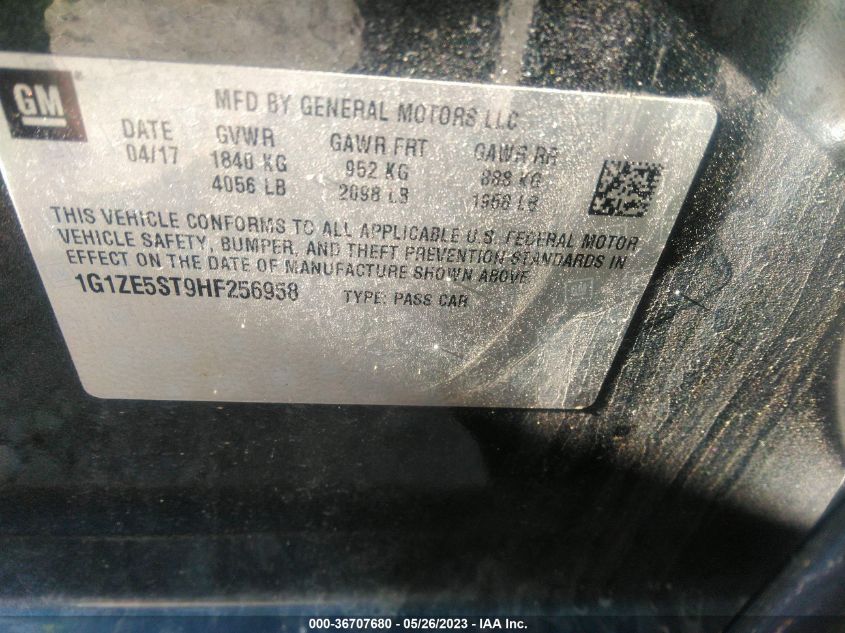 GM
MFD BY GENERAL MOTORS LLC
DATE GVWR GAWR FRT GAWR RR
04/17 1840 KG 952 KG 888 KG
4056 LB 2098 LB 1958 LB
THIS VEHICLE CONFORMS TO ALL APPLICABLE U.S. FEDERAL MOTOR
VEHICLE SAFETY, BUMPER, AND THEFT PREVENTION STANDARDS IN
EFFECT ON THE DATE OF MANUFACTURE SHOWN ABOVE
1G1ZE5ST9HF256958 TYPE: PASS CAR
GM
000-36707680 - 05/26/2023 - IAA Inc.